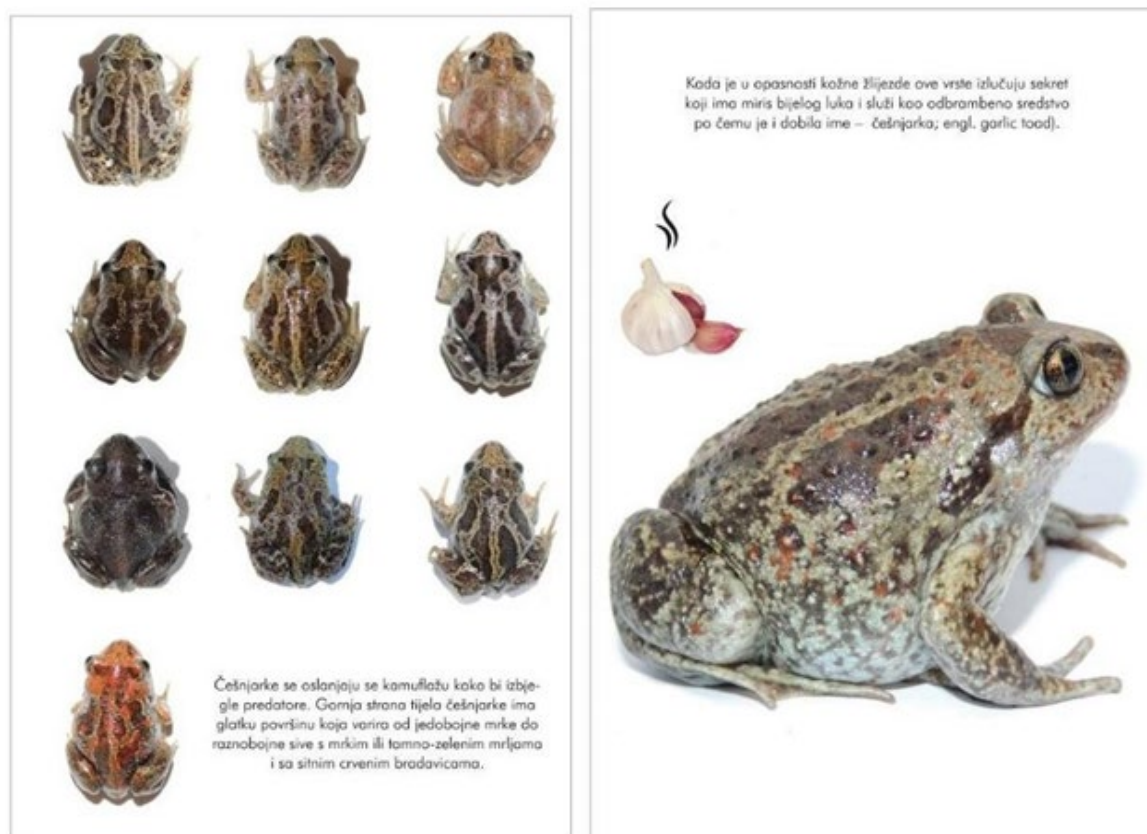 Češnjarke se oslanjaju se kamuflažu kako bi izbje-
gle predatore. Gornja strana tijela češnjarke ima
glatku površinu koja varira od jedobojne mrke do
raznobojne sive s mrkim ili tamno-zelenim mrljama
i sa sitnim crvenim bradavicama.
Kada je u opasnosti kožne žlijezde ove vrste izlučuju sekret
koji ima miris bijelog luka i služi kao odbrambeno sredstvo
po čemu je i dobila ime – češnjarka; engl. garlic toad).